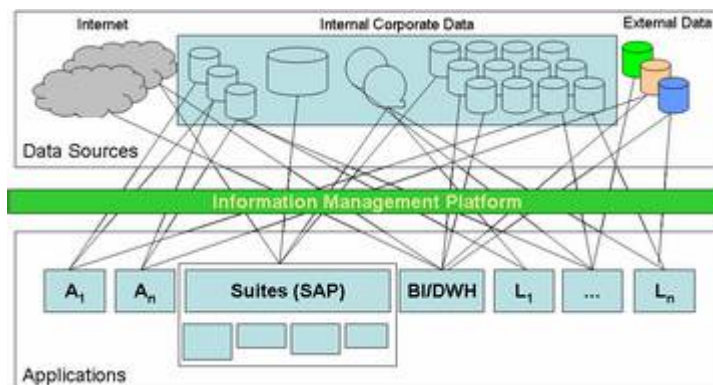 Internet
Internal Corporate Data
External Data
Data Sources
Information Management Platform
A1
An
Suites (SAP)
BI/DWH
L1
...
Ln
Applications